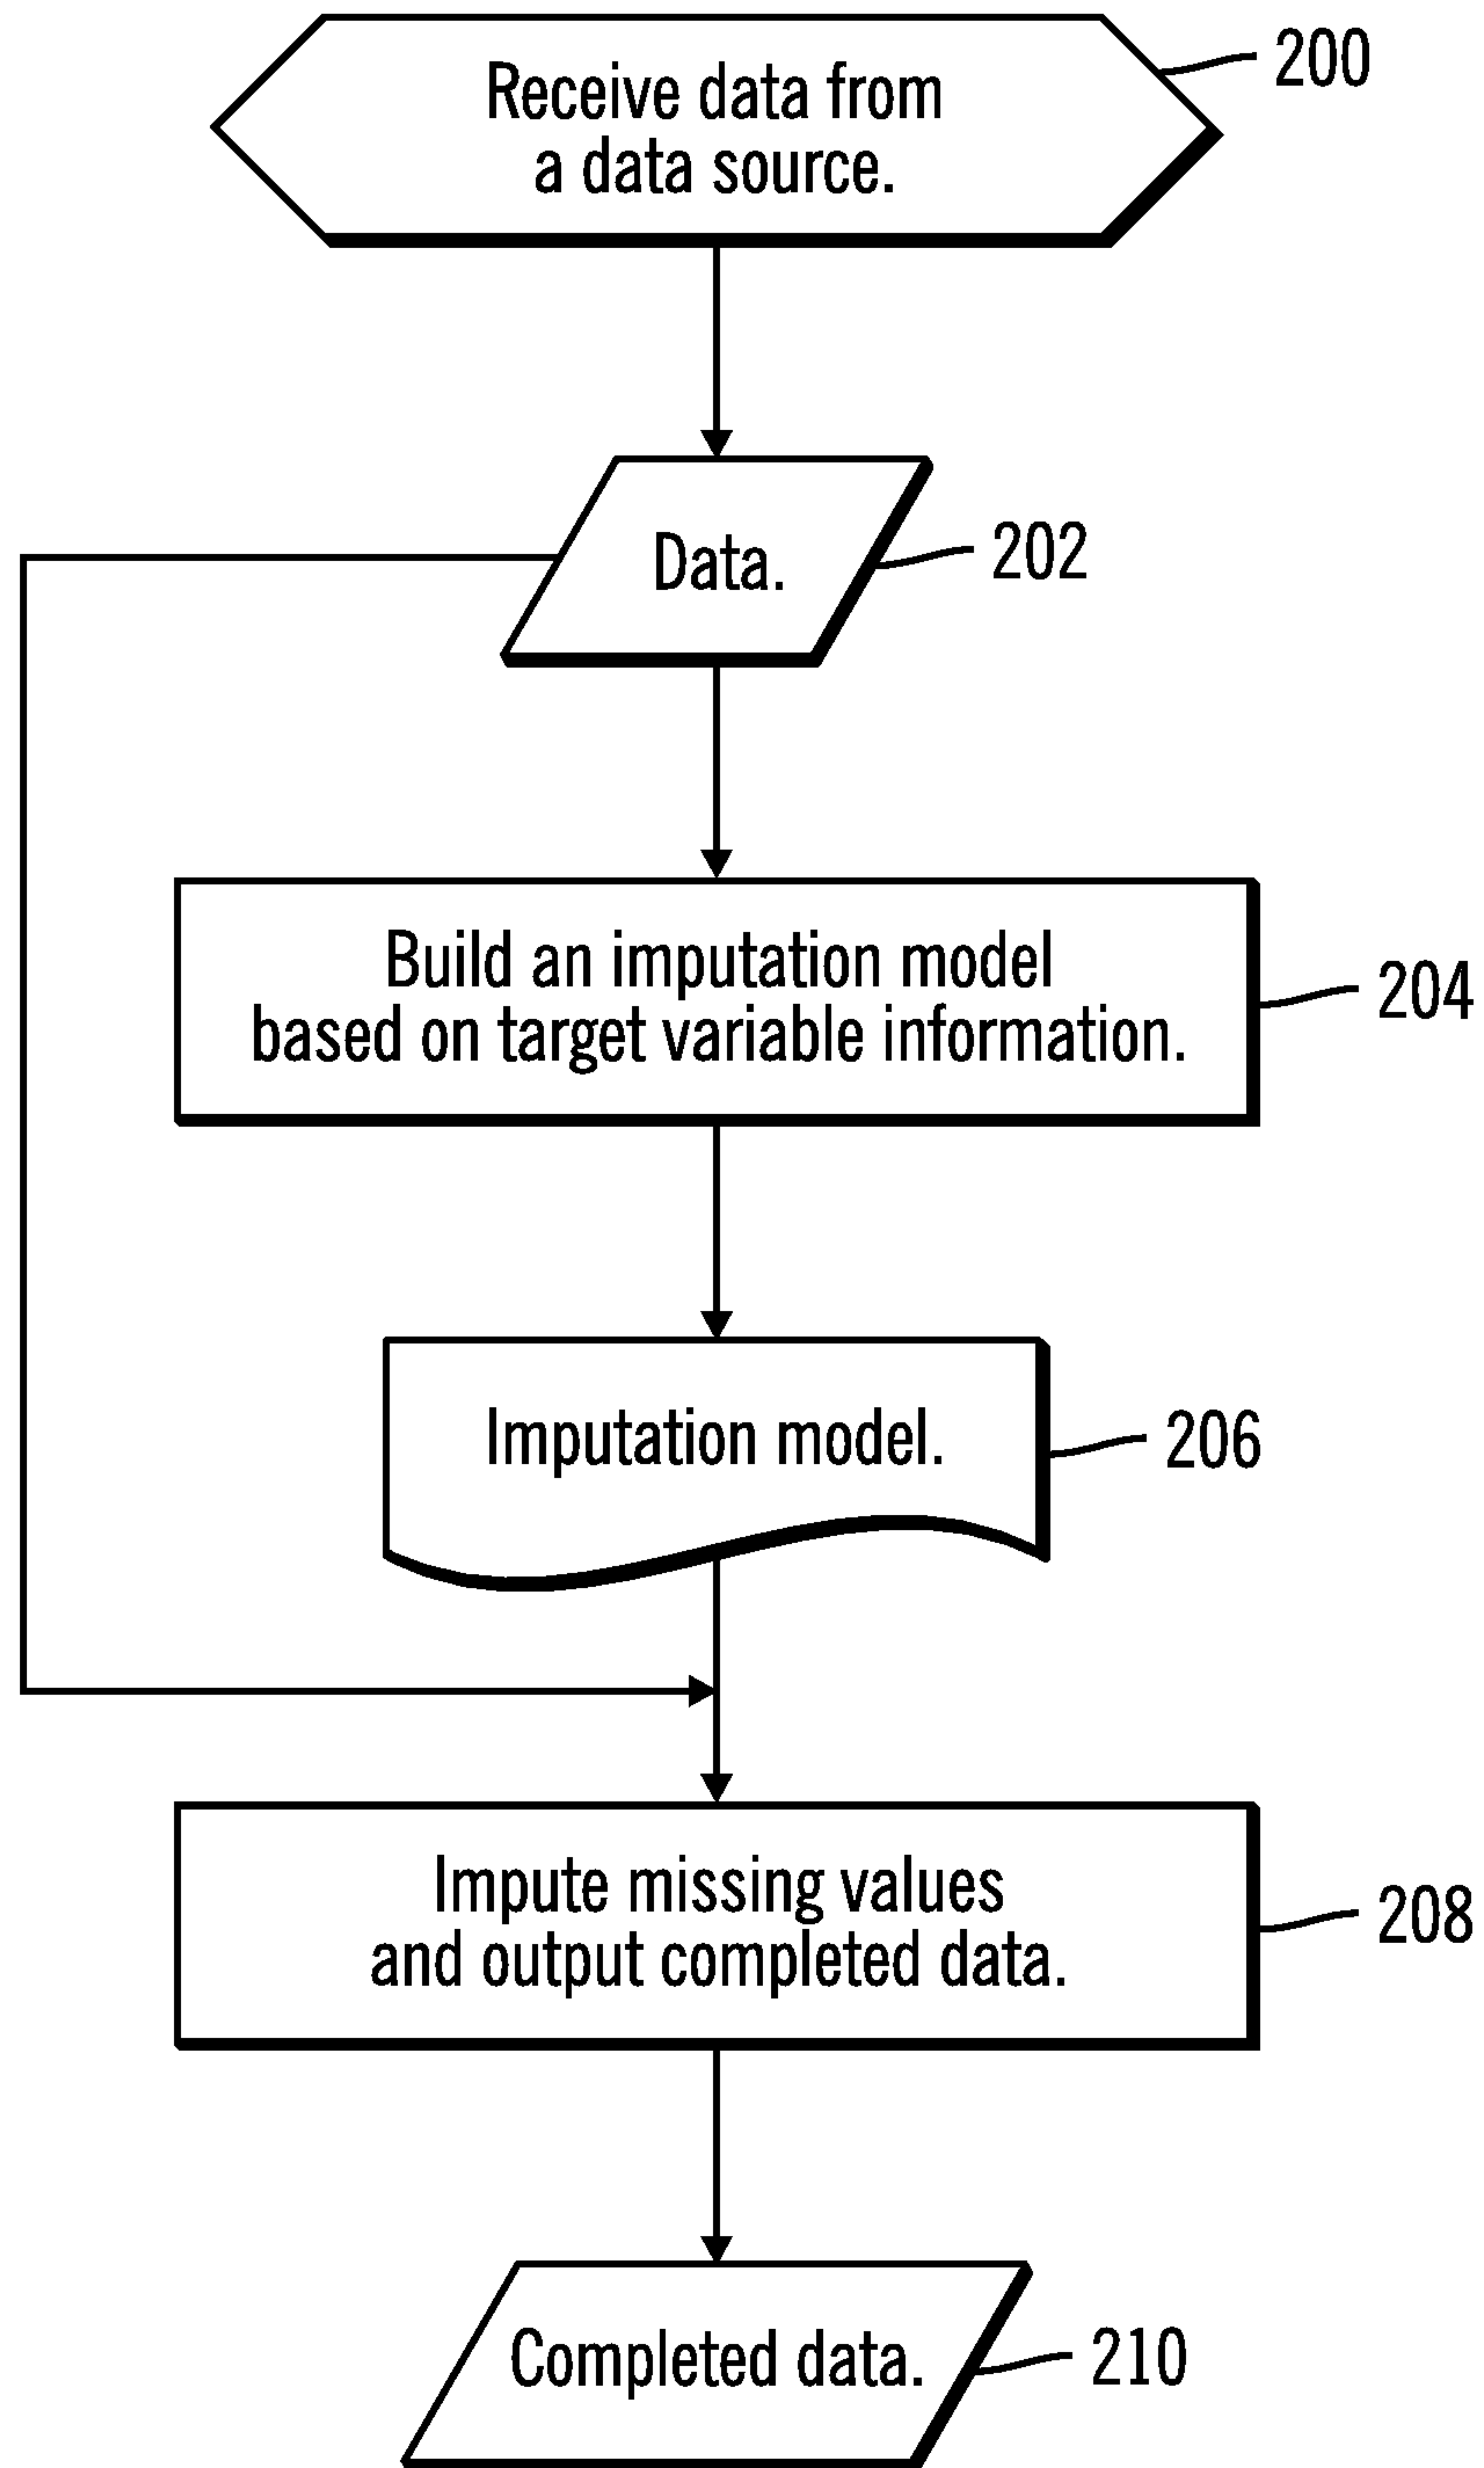 Receive data from
a data source.
200
Data.
202
Build an imputation model
based on target variable information.
204
Imputation model.
206
Impute missing values
and output completed data.
208
Completed data.
210